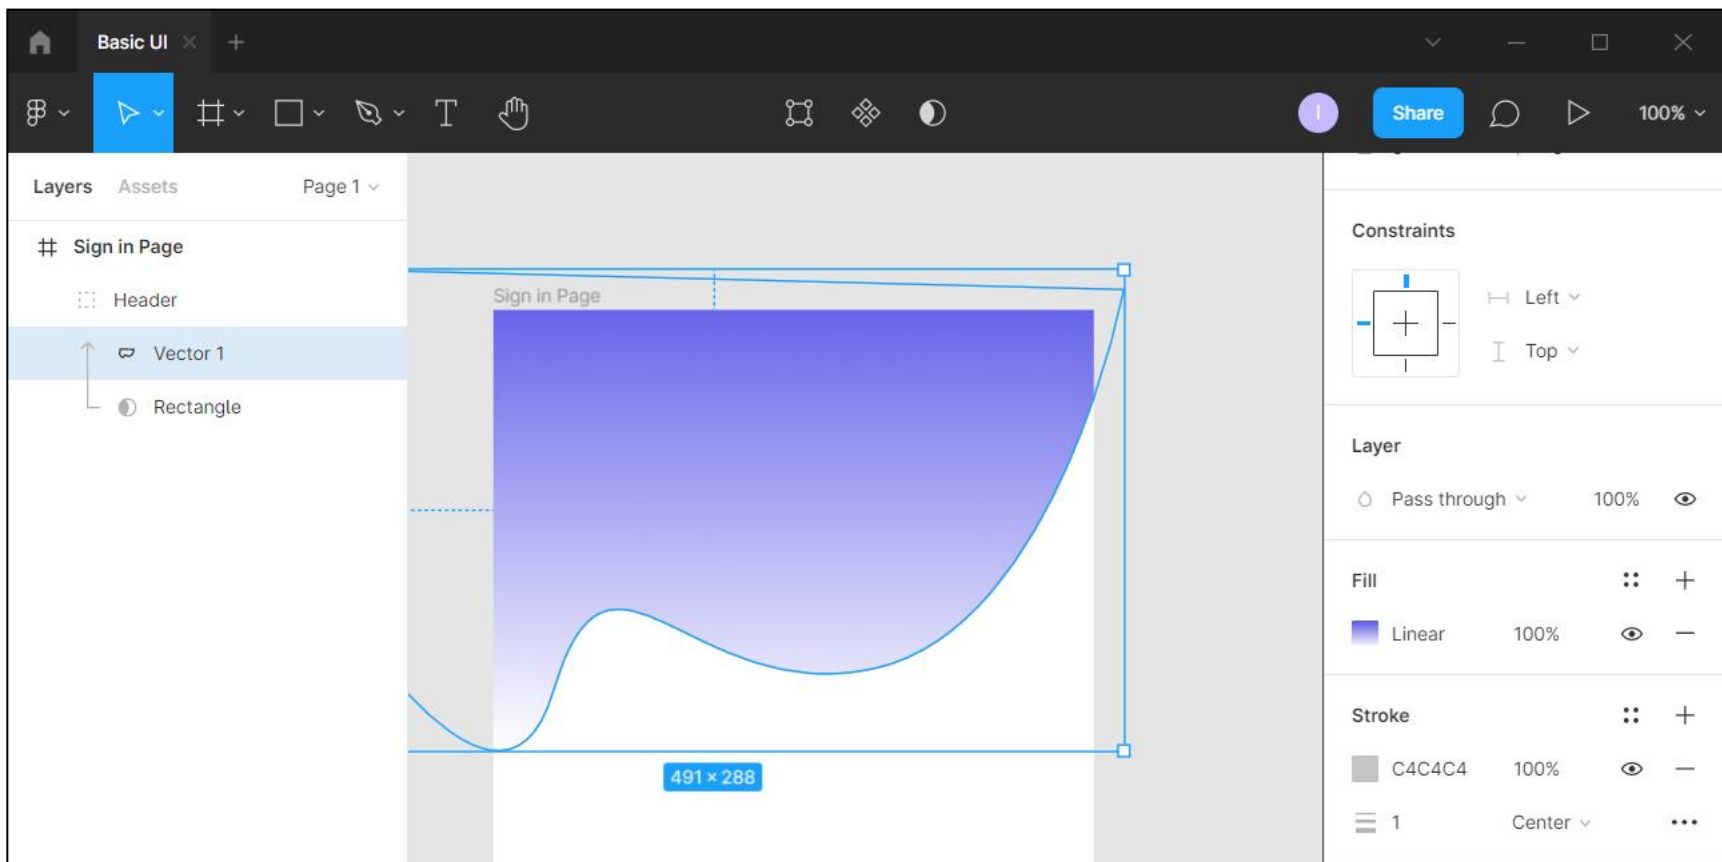 Basic UI
I
Share
100%
Layers
Assets
Page 1
Sign in Page
Header
Vector 1
Rectangle
Sign in Page
491 × 288
Constraints
Left
Top
Layer
Pass through
100%
Fill
Linear
100%
Stroke
C4C4C4
100%
1
Center